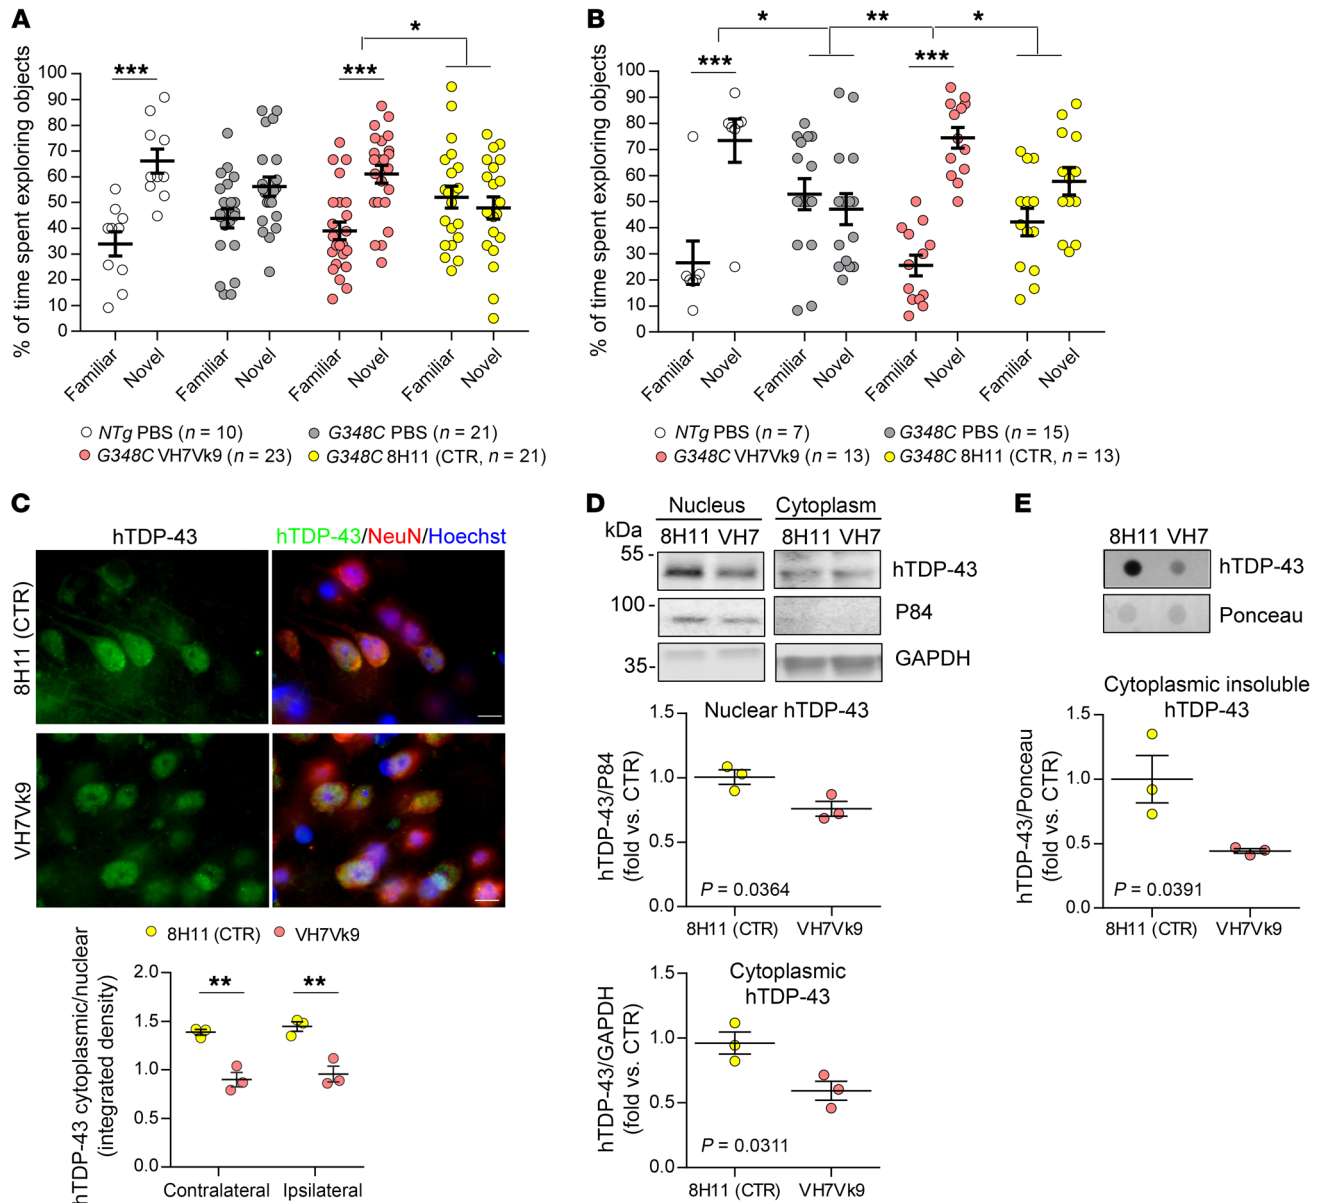 A
% of time spent exploring objects
100
90
80
70
60
50
40
30
20
10
0
***
***
*
Familiar
Novel
Familiar
Novel
Familiar
Novel
Familiar
Novel
NTg PBS (n = 10)
G348C PBS (n = 21)
G348C VH7Vk9 (n = 23)
G348C 8H11 (CTR, n = 21)
B
% of time spent exploring objects
100
90
80
70
60
50
40
30
20
10
0
*
**
*
***
***
Familiar
Novel
Familiar
Novel
Familiar
Novel
Familiar
Novel
NTg PBS (n = 7)
G348C PBS (n = 15)
G348C VH7Vk9 (n = 13)
G348C 8H11 (CTR, n = 13)
C
hTDP-43
hTDP-43/NeuN/Hoechst
8H11 (CTR)
VH7Vk9
8H11 (CTR)
VH7Vk9
hTDP-43 cytoplasmic/nuclear
(integrated density)
2.0
1.5
1.0
0.5
0.0
**
**
Contralateral
Ipsilateral
D
Nucleus
Cytoplasm
kDa
8H11
VH7
8H11
VH7
55
hTDP-43
100
P84
35
GAPDH
Nuclear hTDP-43
hTDP-43/P84
(fold vs. CTR)
1.5
1.0
0.5
0.0
P = 0.0364
8H11 (CTR)
VH7Vk9
Cytoplasmic
hTDP-43
hTDP-43/GAPDH
(fold vs. CTR)
1.5
1.0
0.5
0.0
P = 0.0311
8H11 (CTR)
VH7Vk9
E
8H11
VH7
hTDP-43
Ponceau
Cytoplasmic insoluble
hTDP-43
hTDP-43/Ponceau
(fold vs. CTR)
1.5
1.0
0.5
0.0
P = 0.0391
8H11 (CTR)
VH7Vk9